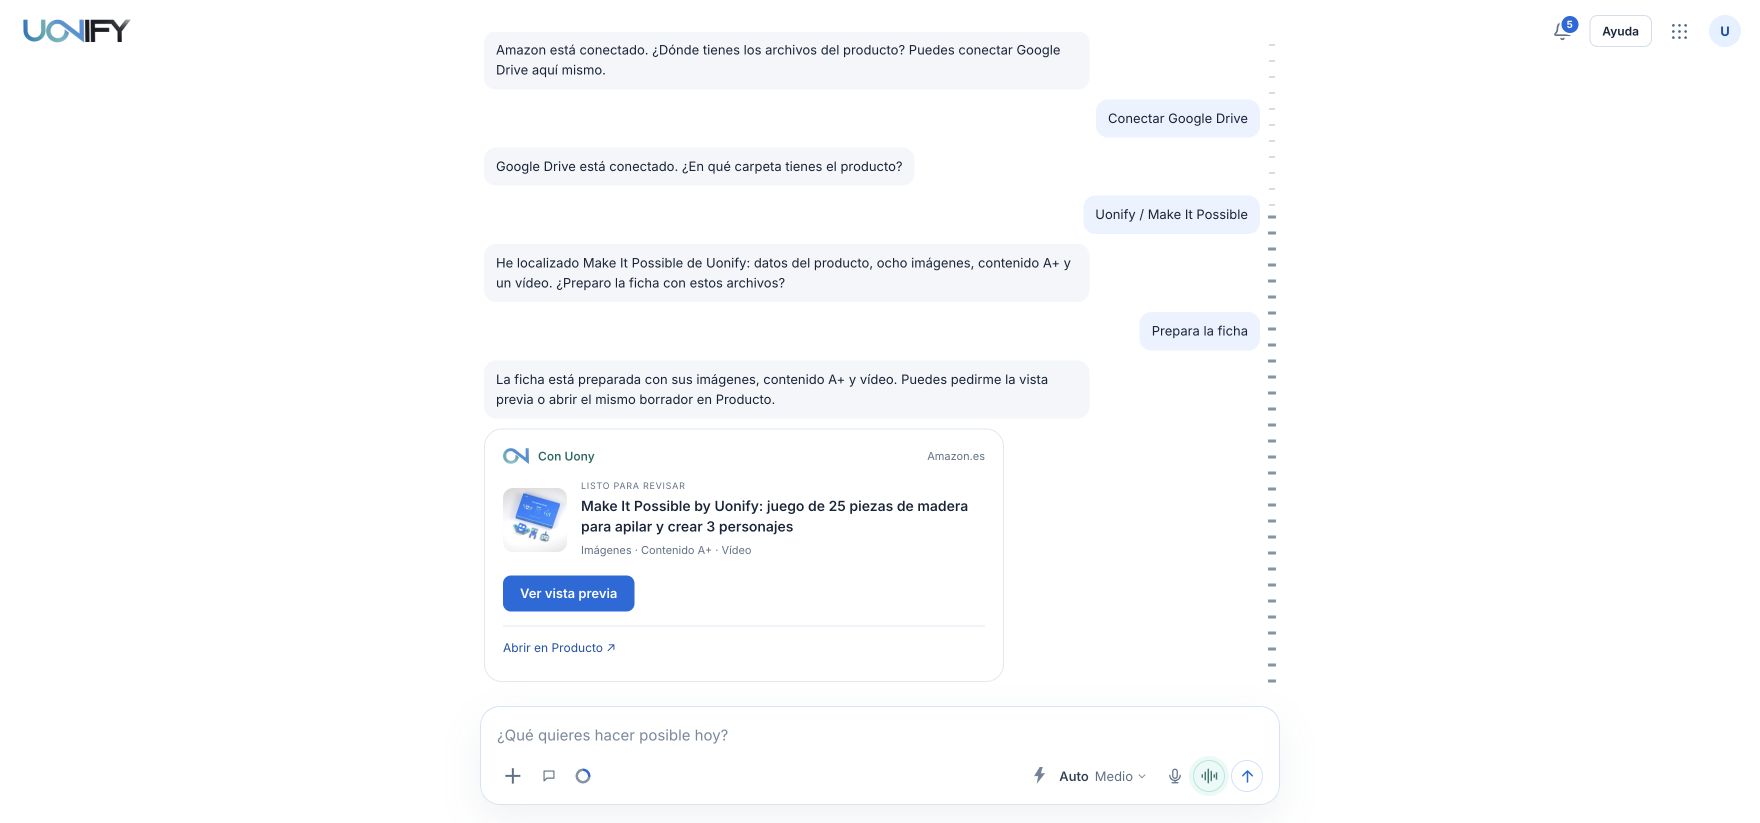 UONIFY
5
Ayuda
U
Amazon está conectado. ¿Dónde tienes los archivos del producto? Puedes conectar Google
Drive aquí mismo.
Conectar Google Drive
Google Drive está conectado. ¿En qué carpeta tienes el producto?
Uonify / Make It Possible
He localizado Make It Possible de Uonify: datos del producto, ocho imágenes, contenido A+ y
un vídeo. ¿Preparo la ficha con estos archivos?
Prepara la ficha
La ficha está preparada con sus imágenes, contenido A+ y vídeo. Puedes pedirme la vista
previa o abrir el mismo borrador en Producto.
Con Uony
Amazon.es
LISTO PARA REVISAR
Make It Possible by Uonify: juego de 25 piezas de madera
para apilar y crear 3 personajes
Imágenes · Contenido A+ · Vídeo
Ver vista previa
Abrir en Producto ↗
¿Qué quieres hacer posible hoy?
Auto Medio